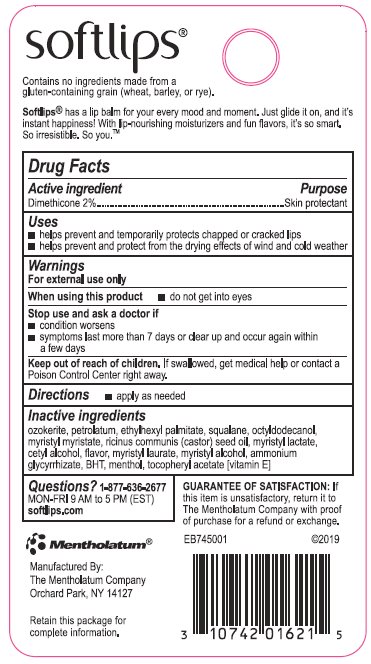 softlips®
Contains no ingredients made from a
gluten-containing grain (wheat, barley, or rye).
Softlips® has a lip balm for your every mood and moment. Just glide it on, and it's
instant happiness! With lip-nourishing moisturizers and fun flavors, it's so smart.
So irresistible. So you.™
Drug Facts
Active ingredient Purpose
Dimethicone 2%..........................................................Skin protectant
Uses
■ helps prevent and temporarily protects chapped or cracked lips
■ helps prevent and protect from the drying effects of wind and cold weather
Warnings
For external use only
When using this product ■ do not get into eyes
Stop use and ask a doctor if
■ condition worsens
■ symptoms last more than 7 days or clear up and occur again within
a few days
Keep out of reach of children. If swallowed, get medical help or contact a
Poison Control Center right away.
Directions ■ apply as needed
Inactive ingredients
ozokerite, petrolatum, ethylhexyl palmitate, squalane, octyldodecanol,
myristyl myristate, ricinus communis (castor) seed oil, myristyl lactate,
cetyl alcohol, flavor, myristyl laurate, myristyl alcohol, ammonium
glycyrrhizate, BHT, menthol, tocopheryl acetate [vitamin E]
Questions? 1-877-636-2677
MON-FRI 9 AM to 5 PM (EST)
softlips.com
GUARANTEE OF SATISFACTION: If
this item is unsatisfactory, return it to
The Mentholatum Company with proof
of purchase for a refund or exchange.
Mentholatum®
EB745001 ©2019
Manufactured By:
The Mentholatum Company
Orchard Park, NY 14127
Retain this package for
complete information.
3 10742 01621 5